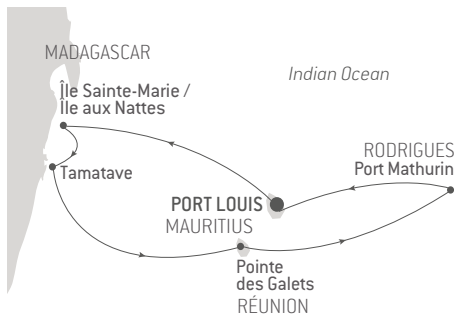 MADAGASCAR
Indian Ocean
Île Sainte-Marie /
Île aux Nattes
RODRIGUES
Port Mathurin
Tamatave
PORT LOUIS
MAURITIUS
Pointe
des Galets
RÉUNION